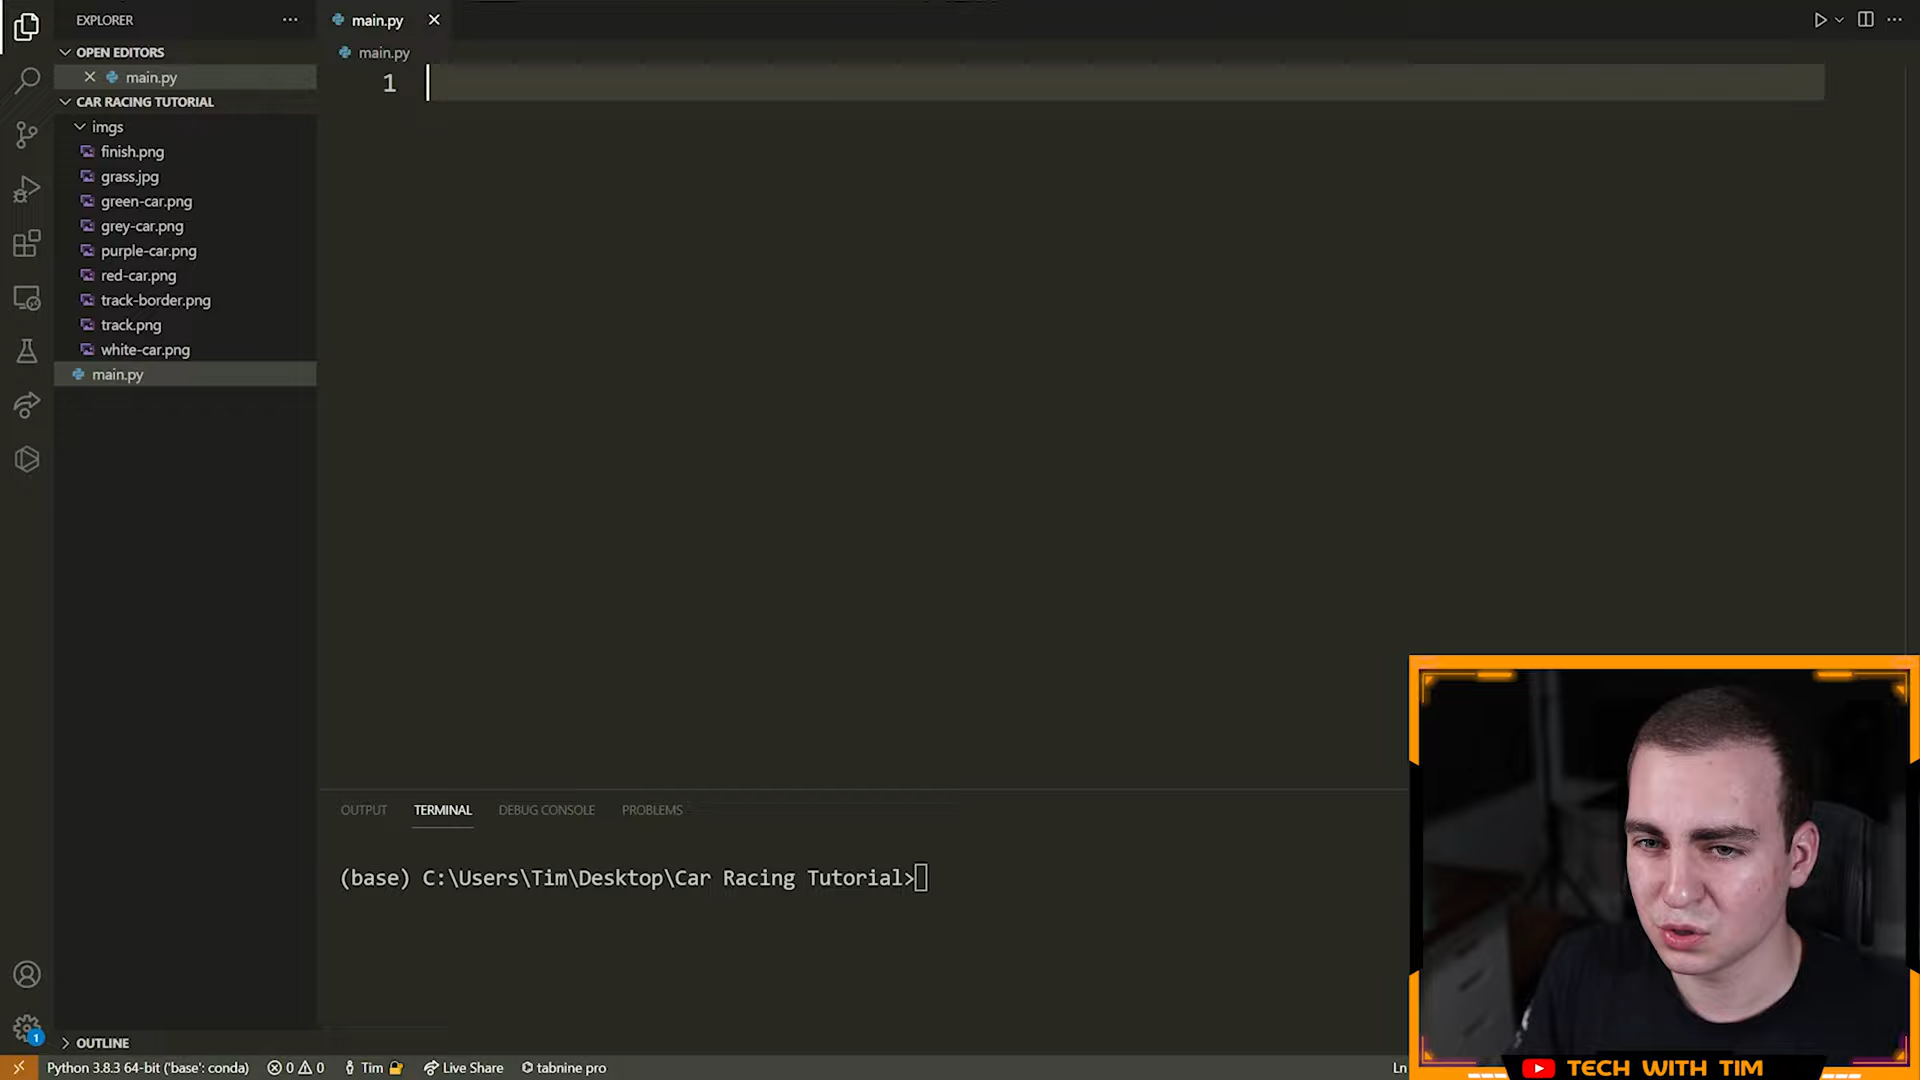 EXPLORER
main.py
OPEN EDITORS
main.py
main.py
CAR RACING TUTORIAL
imgs
finish.png
grass.jpg
green-car.png
grey-car.png
purple-car.png
red-car.png
track-border.png
track.png
white-car.png
main.py
1
OUTPUT TERMINAL DEBUG CONSOLE PROBLEMS
(base) C:\Users\Tim\Desktop\Car Racing Tutorial>
OUTLINE
1
Python 3.8.3 64-bit ('base': conda) 0 0 Tim Live Share tabnine pro Ln
TECH WITH TIM